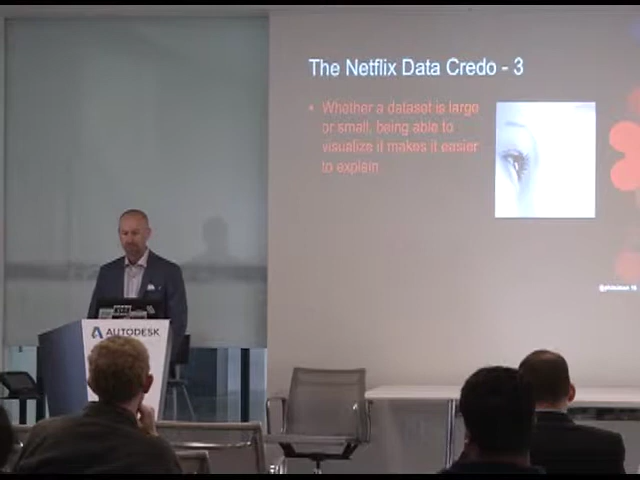 The Netflix Data Credo - 3
• Whether a dataset is large
or small, being able to
visualize it makes it easier
to explain
AUTODESK